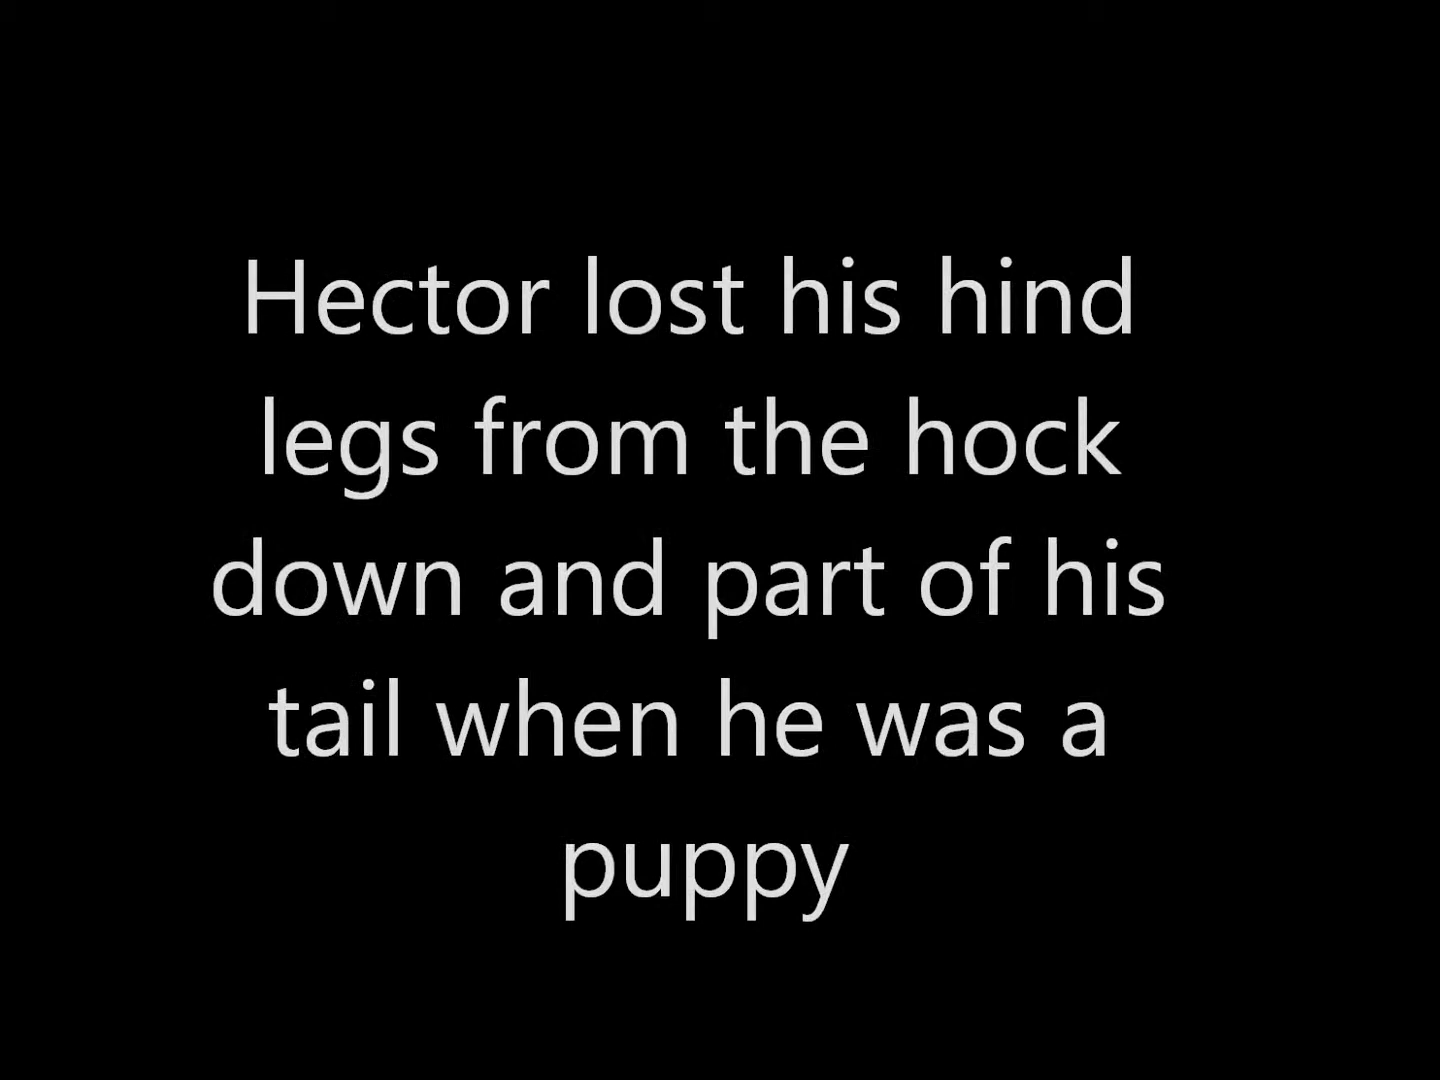 Hector lost his hind
legs from the hock
down and part of his
tail when he was a
puppy